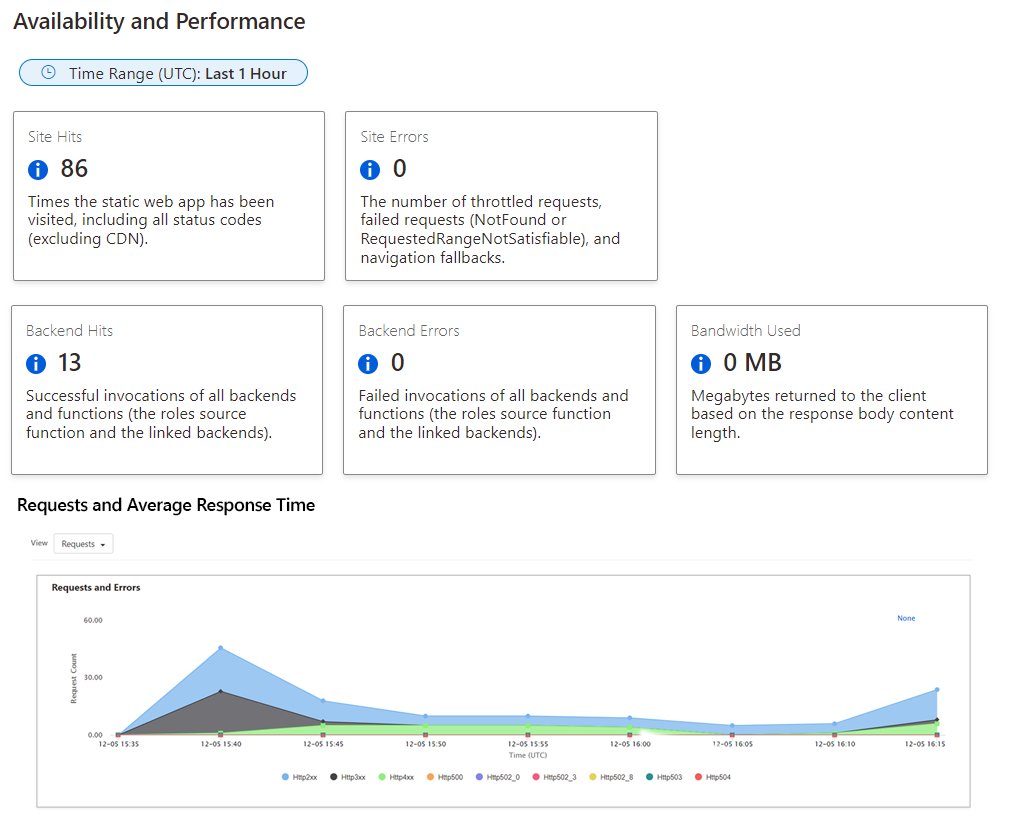 Availability and Performance
Time Range (UTC): Last 1 Hour
Site Hits
86
Times the static web app has been
visited, including all status codes
(excluding CDN).
Site Errors
0
The number of throttled requests,
failed requests (NotFound or
RequestedRangeNotSatisfiable), and
navigation fallbacks.
Backend Hits
13
Successful invocations of all backends
and functions (the roles source
function and the linked backends).
Backend Errors
0
Failed invocations of all backends and
functions (the roles source function
and the linked backends).
Bandwidth Used
0 MB
Megabytes returned to the client
based on the response body content
length.
Requests and Average Response Time
View Requests
Requests and Errors
None
60.00
30.00
0.00
Request Count
12-05 15:35 12-05 15:40 12-05 15:45 12-05 15:50 12-05 15:55 12-05 16:00 12-05 16:05 12-05 16:10 12-05 16:15
Time (UTC)
Http2xx Http3xx Http4xx Http500 Http502_0 Http502_3 Http502_8 Http503 Http504